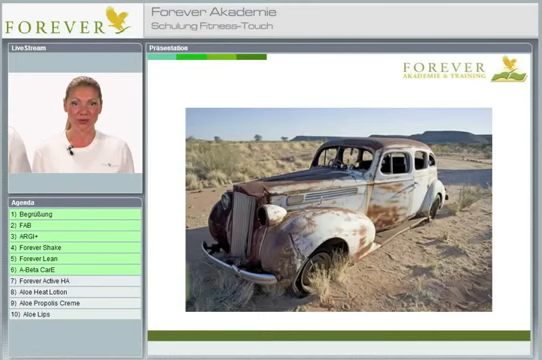 FOREVER
Forever Akademie
Schulung Fitness-Touch
LiveStream
Präsentation
FOREVER
AKADEMIE & TRAINING
Agenda
1) Begrüßung
2) FAB
3) ARGI+
4) Forever Shake
5) Forever Lean
6) A-Beta CarE
7) Forever Active HA
8) Aloe Heat Lotion
9) Aloe Propolis Creme
10) Aloe Lips